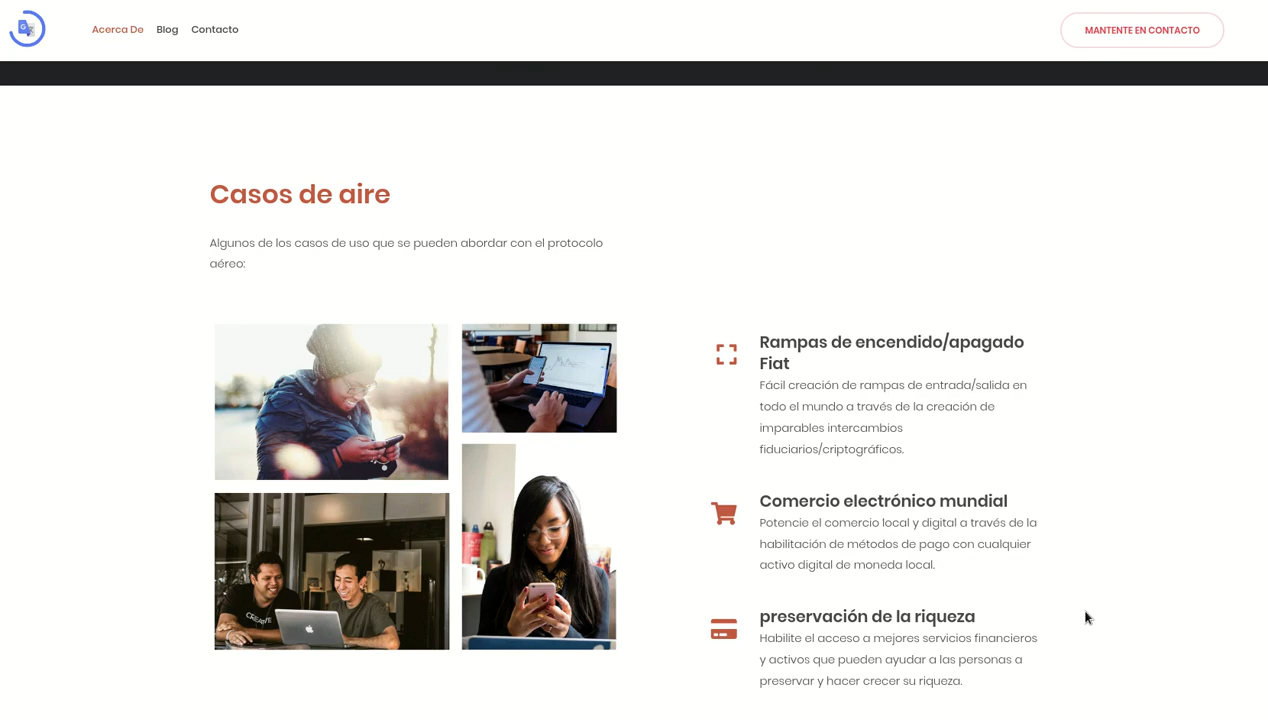 Acerca De Blog Contacto
MANTENTE EN CONTACTO
Casos de aire
Algunos de los casos de uso que se pueden abordar con el protocolo
aéreo:
Rampas de encendido/apagado
Fiat
Fácil creación de rampas de entrada/salida en
todo el mundo a través de la creación de
imparables intercambios
fiduciarios/criptográficos.
Comercio electrónico mundial
Potencie el comercio local y digital a través de la
habilitación de métodos de pago con cualquier
activo digital de moneda local.
preservación de la riqueza
Habilite el acceso a mejores servicios financieros
y activos que pueden ayudar a las personas a
preservar y hacer crecer su riqueza.